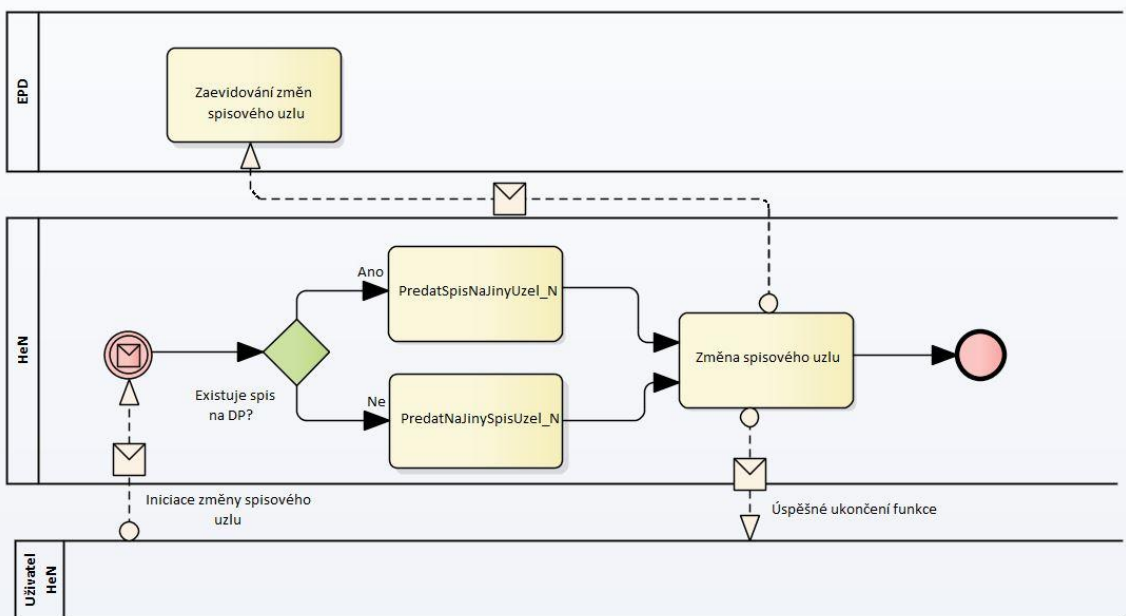 EPD
Zaevidování změn
spisového uzlu
HeN
Ano
PredatSpisNaJinyUzel_N
Existuje spis
na DP?
Ne
PredatNaJinySpisUzel_N
Změna spisového uzlu
Iniciace změny spisového
uzlu
Úspěšné ukončení funkce
Uživatel
HeN